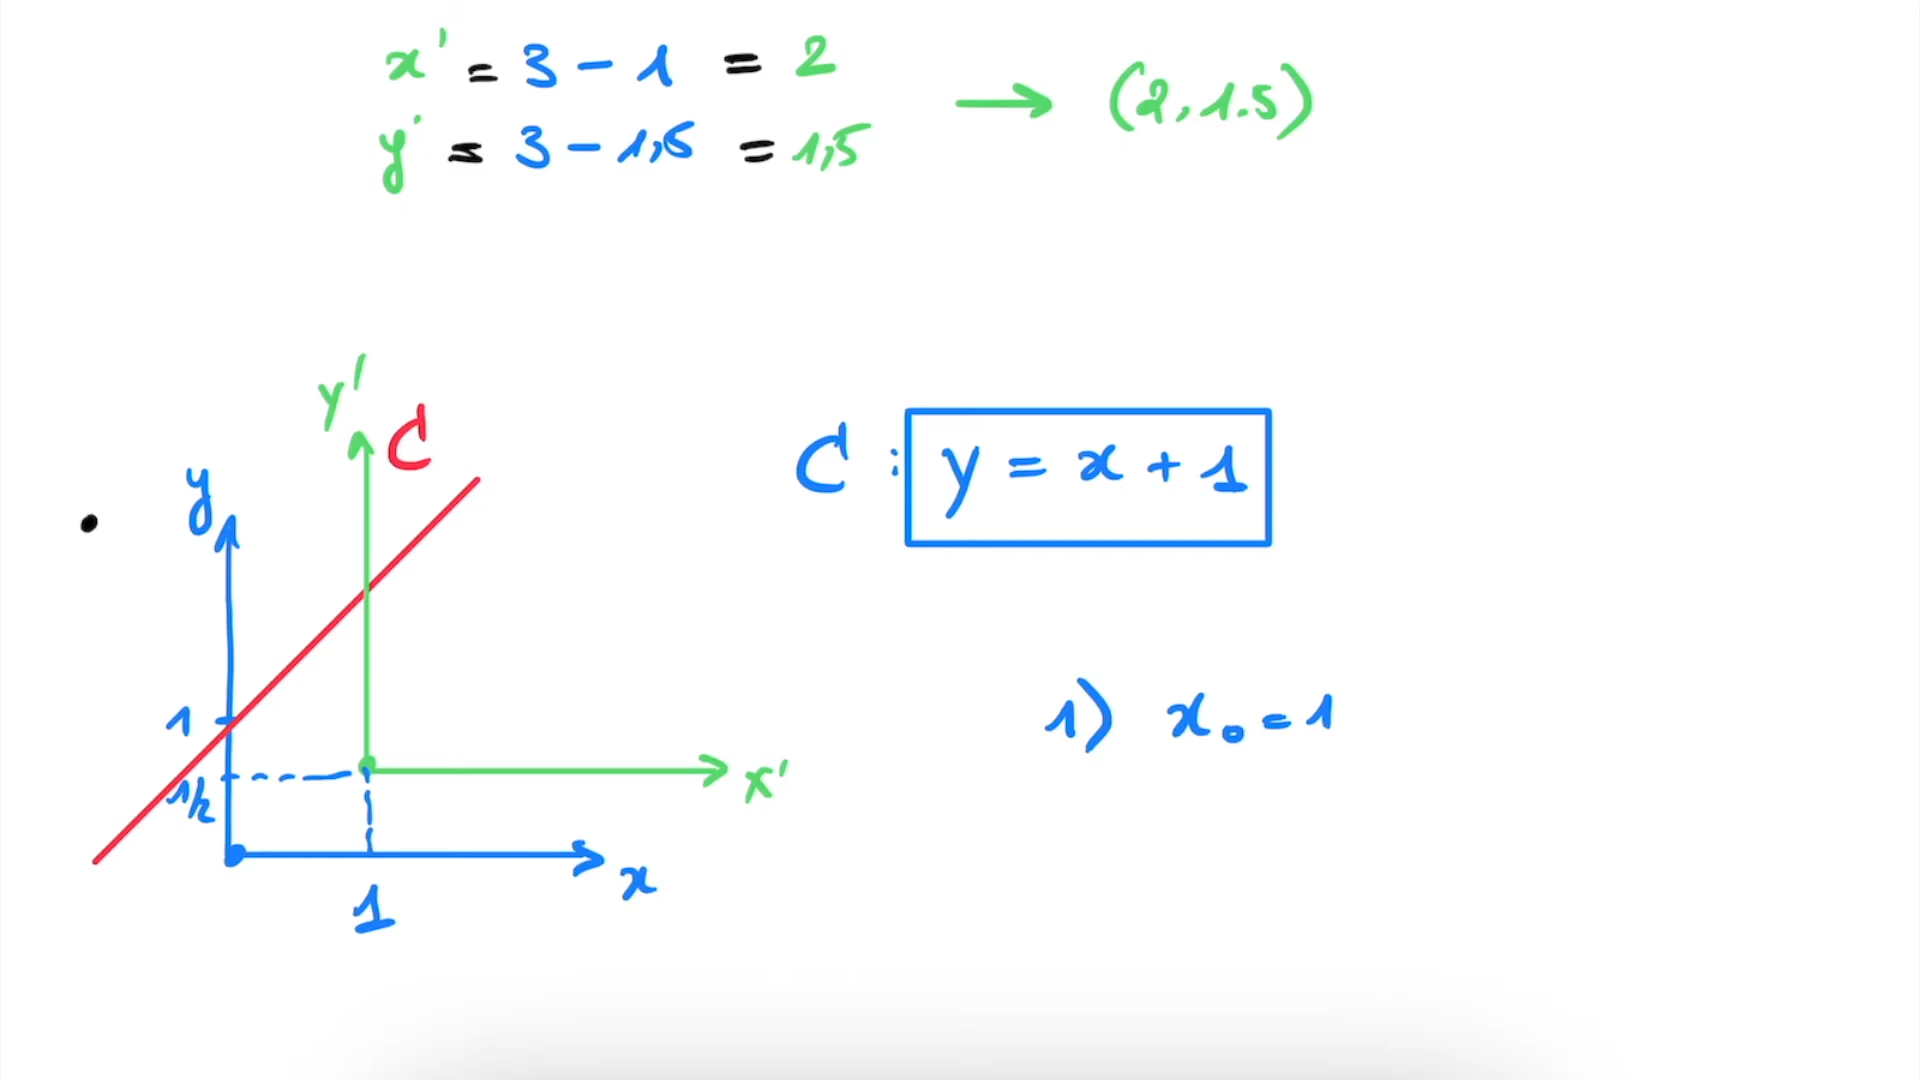 x' = 3 - 1 = 2
y' = 3 - 1,5 = 1,5
→ (2, 1.5)
y'
C
y
1
1/2
x'
x
1
C : y = x + 1
1) x₀ = 1